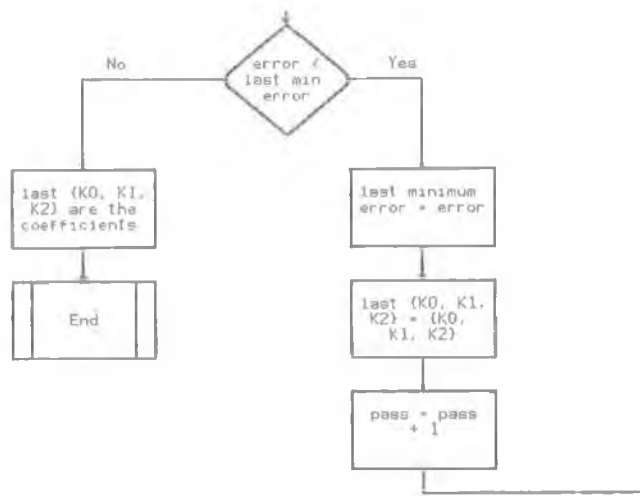 error <
last min
error
No
Yes
last {K0, K1,
K2} are the
coefficients
End
last minimum
error = error
last {K0, K1,
K2} = {K0,
K1, K2}
pass = pass
+ 1